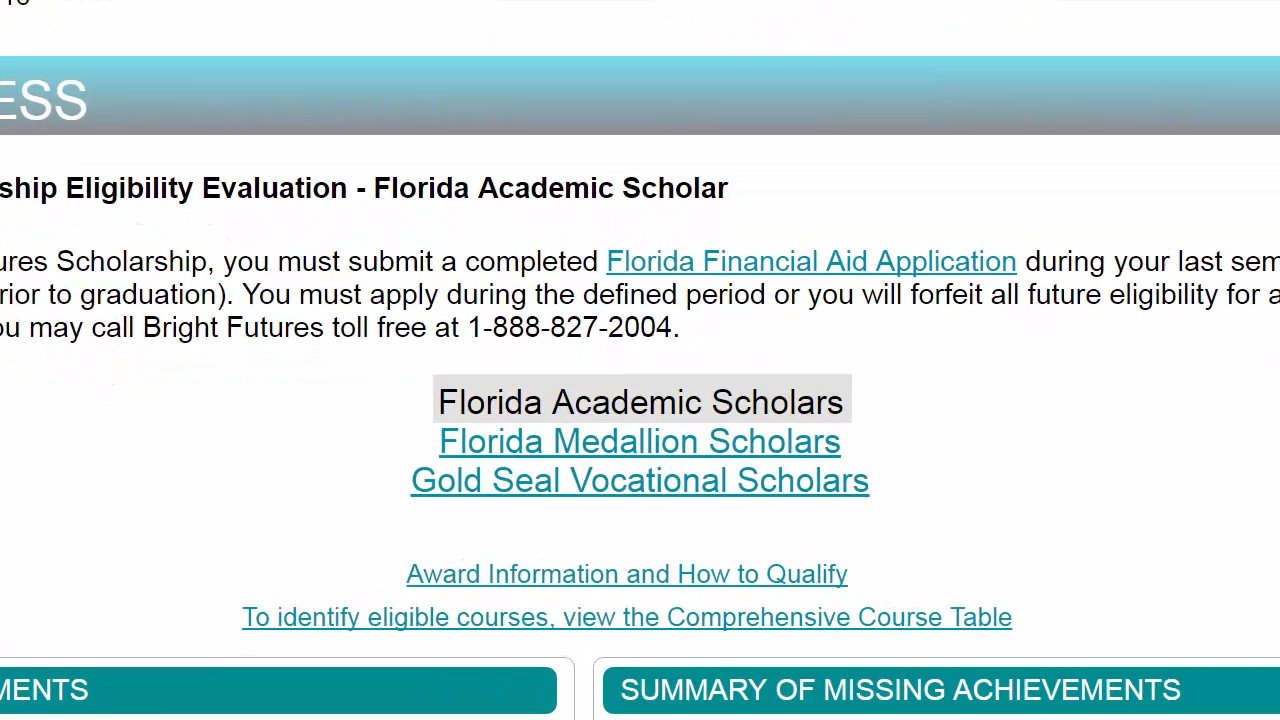 ESS
ship Eligibility Evaluation - Florida Academic Scholar
ures Scholarship, you must submit a completed Florida Financial Aid Application during your last sem
rior to graduation). You must apply during the defined period or you will forfeit all future eligibility for a
ou may call Bright Futures toll free at 1-888-827-2004.
Florida Academic Scholars
Florida Medallion Scholars
Gold Seal Vocational Scholars
Award Information and How to Qualify
To identify eligible courses, view the Comprehensive Course Table
MENTS
SUMMARY OF MISSING ACHIEVEMENTS